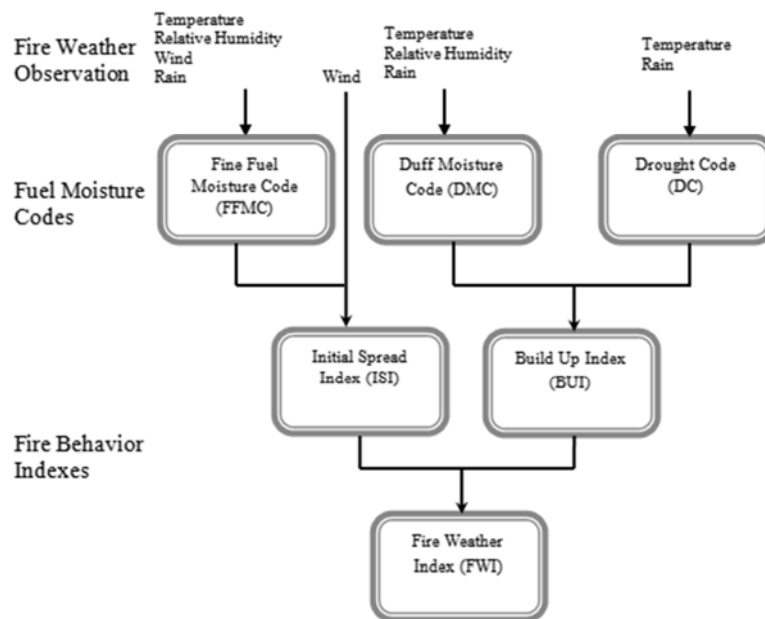 Fire Weather
Observation
Temperature
Relative Humidity
Wind
Rain
Wind
Temperature
Relative Humidity
Rain
Temperature
Rain
Fuel Moisture
Codes
Fine Fuel
Moisture Code
(FFMC)
Duff Moisture
Code (DMC)
Drought Code
(DC)
Fire Behavior
Indexes
Initial Spread
Index (ISI)
Build Up Index
(BUI)
Fire Weather
Index (FWI)